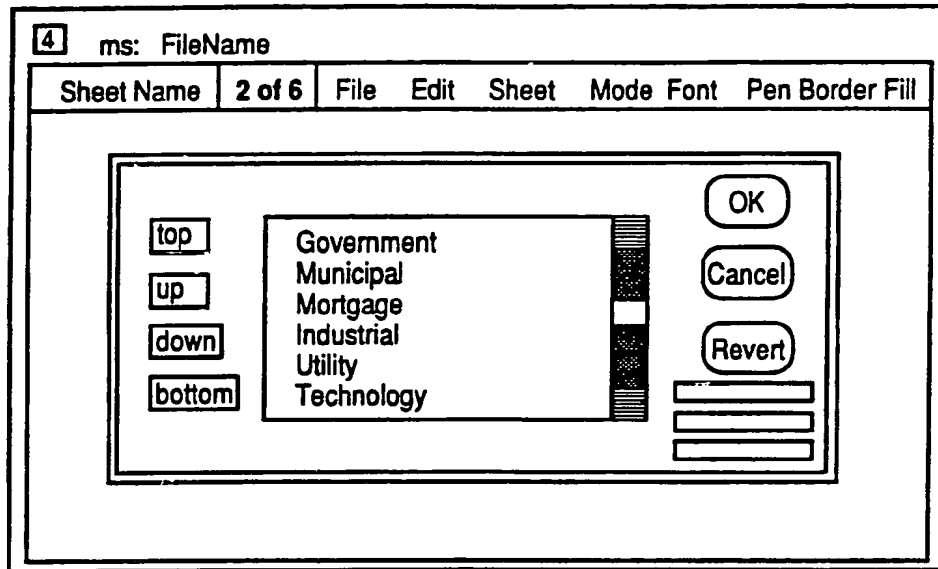 4 ms: FileName
Sheet Name 2 of 6 File Edit Sheet Mode Font Pen Border Fill
top
up
down
bottom
Government
Municipal
Mortgage
Industrial
Utility
Technology
OK
Cancel
Revert